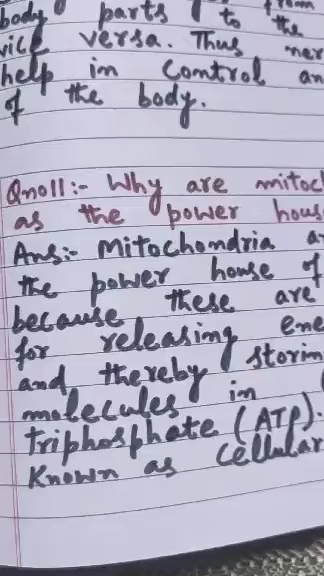 body parts to the
vice versa. Thus
help in control an
of the body.
Qno11:- Why are
as the power
Ans:- Mitochondria
the power house of
because these are
for releasing
and thereby
molecules in
triphosphate (ATP).
Known as cellular